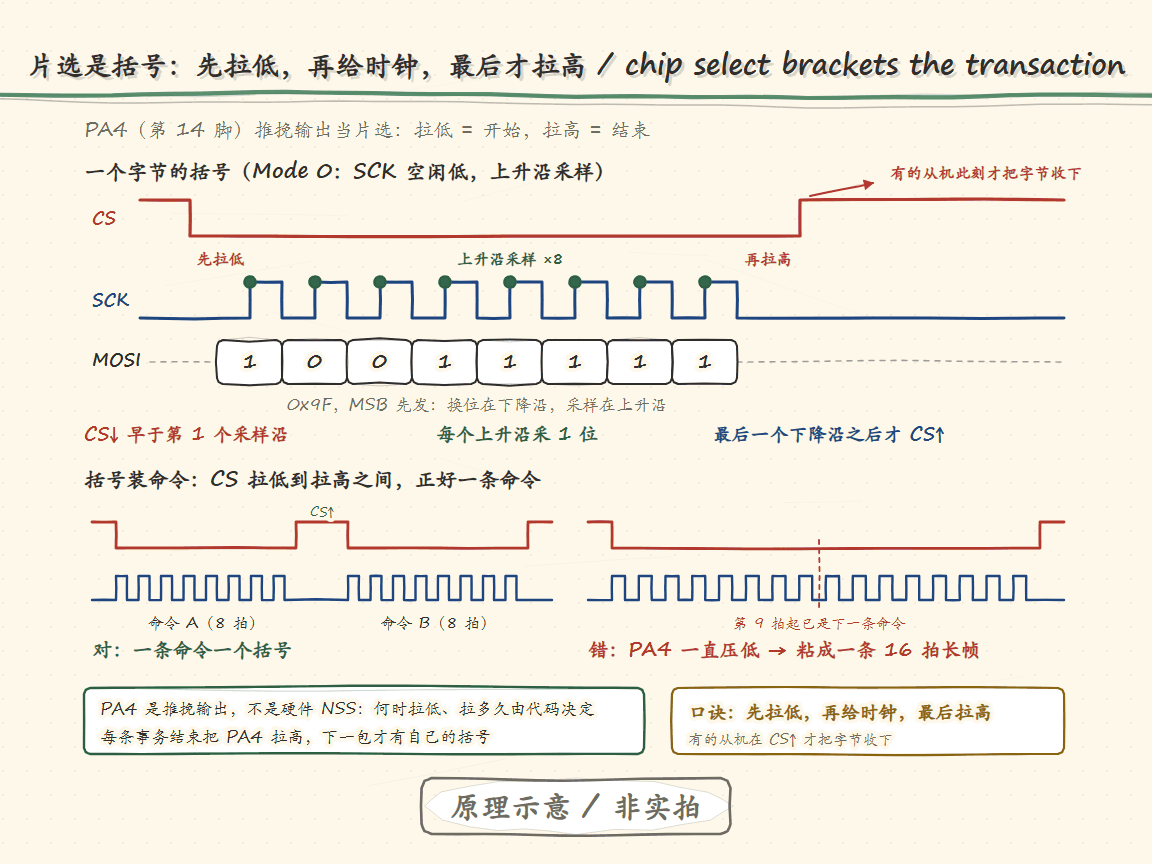 片选是括号：先拉低，再给时钟，最后才拉高 / chip select brackets the transaction
PA4（第 14 脚）推挽输出当片选：拉低 = 开始，拉高 = 结束
一个字节的括号（Mode 0：SCK 空闲低，上升沿采样）
有的从机此刻才把字节收下
CS
先拉低
上升沿采样 ×8
再拉高
SCK
MOSI
1 0 0 1 1 1 1 1
0x9F，MSB 先发：换位在下降沿，采样在上升沿
CS↓ 早于第 1 个采样沿
每个上升沿采 1 位
最后一个下降沿之后才 CS↑
括号装命令：CS 拉低到拉高之间，正好一条命令
CS↑
命令 A（8 拍）
命令 B（8 拍）
第 9 拍起已是下一条命令
对：一条命令一个括号
错：PA4 一直压低 → 粘成一条 16 拍长帧
PA4 是推挽输出，不是硬件 NSS：何时拉低、拉多久由代码决定
每条事务结束把 PA4 拉高，下一包才有自己的括号
口诀：先拉低，再给时钟，最后拉高
有的从机在 CS↑ 才把字节收下
原理示意 / 非实拍